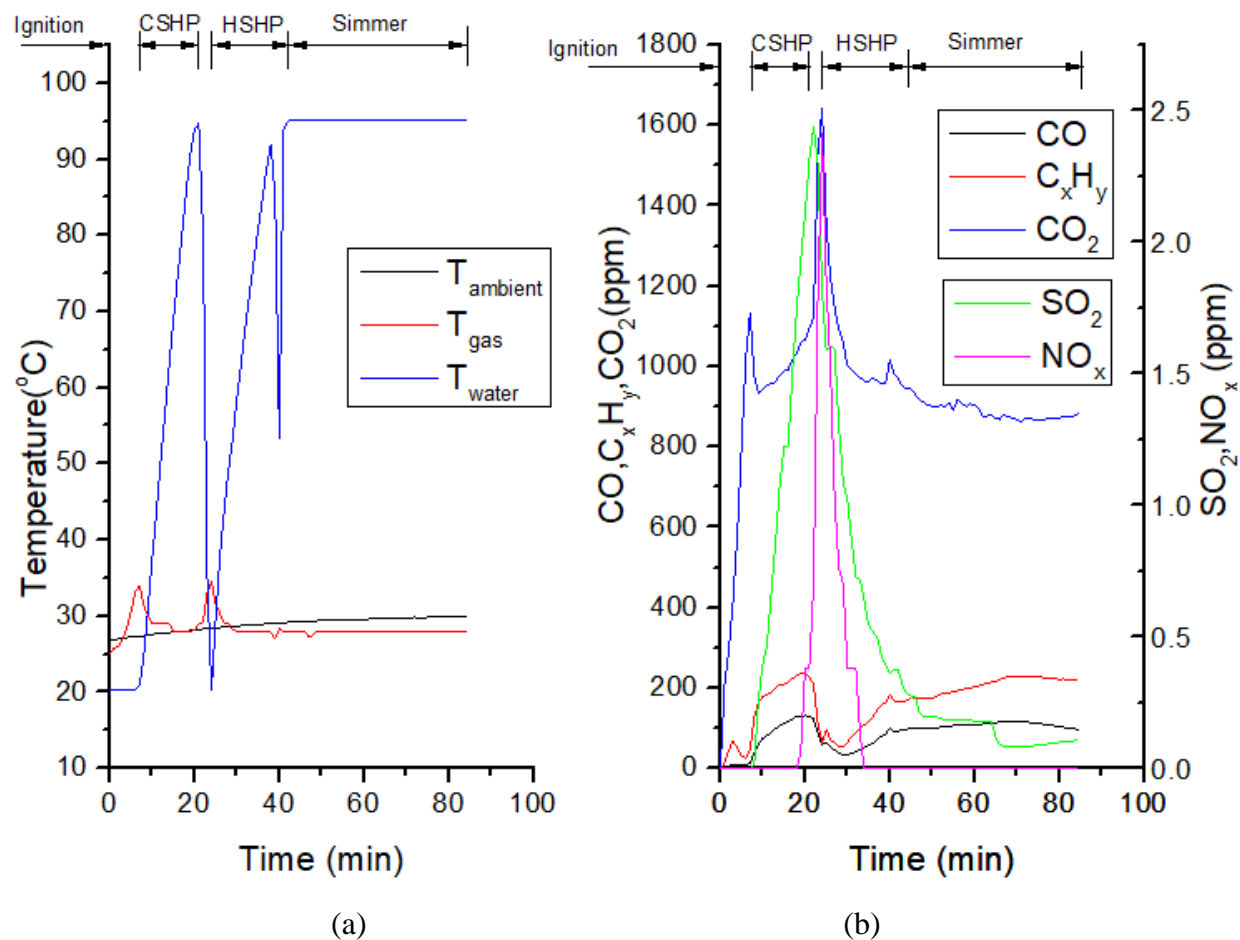 Ignition CSHP HSHP Simmer
100
90
80
70
60
50
40
30
20
10
Temperature(°C)
T_ambient
T_gas
T_water
0 20 40 60 80 100
Time (min)
(a)
Ignition CSHP HSHP Simmer
1800
1600
1400
1200
1000
800
600
400
200
0
CO,C_xH_y,CO_2(ppm)
CO
C_xH_y
CO_2
SO_2
NO_x
2.5
2.0
1.5
1.0
0.5
0.0
SO_2,NO_x (ppm)
0 20 40 60 80 100
Time (min)
(b)